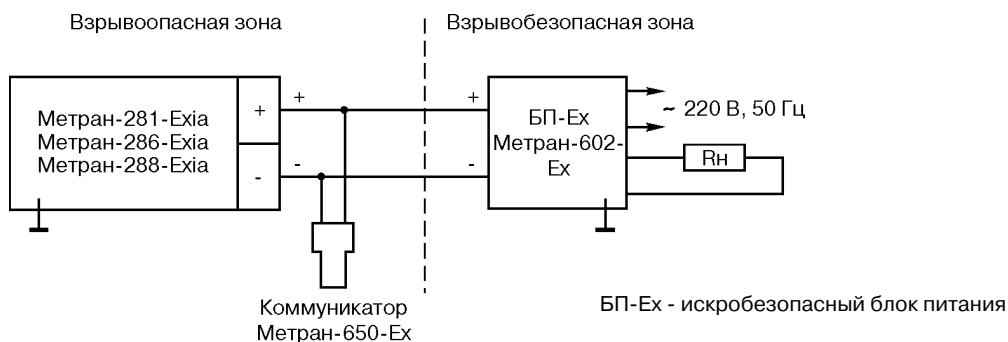 Взрывоопасная зона
Взрывобезопасная зона
Метран-281-Exia
Метран-286-Exia
Метран-288-Exia
+
-
+
-
+
-
БП-Ех
Метран-602-
Ех
~ 220 В, 50 Гц
Rн
Коммуникатор
Метран-650-Ех
БП-Ех - искробезопасный блок питания